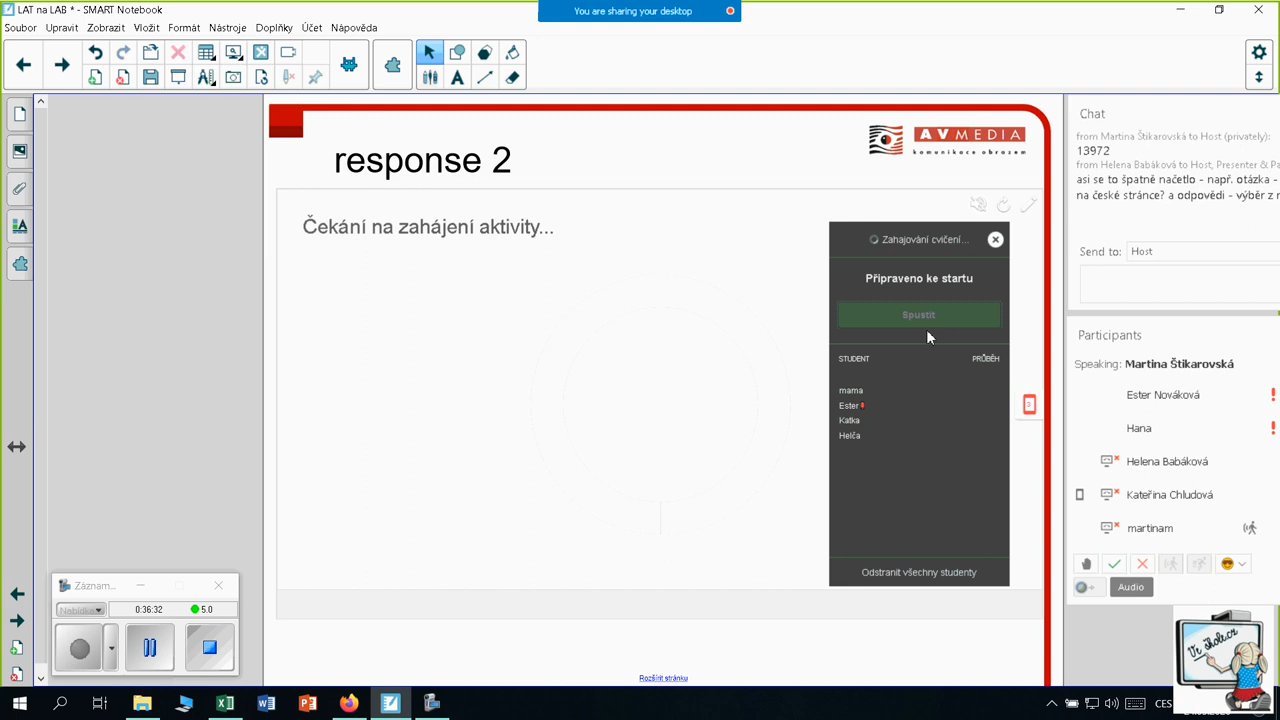 LAT na LAB * - SMART Notebook
You are sharing your desktop
Soubor Upravit Zobrazit Vložit Formát Nástroje Doplňky Účet Nápověda
AV MEDIA
komunikace obrazem
response 2
Čekání na zahájení aktivity...
Zahajování cvičení...
Připraveno ke startu
Spustit
STUDENT PRŮBĚH
mama
Ester
Katka
Helča
Odstranit všechny studenty
Rozšířit stránku
Chat
from Martina Štikarovská to Host (privately):
13972
from Helena Babáková to Host, Presenter & Pa
asi se to špatně načetlo - např. otázka -
na české stránce? a odpovědi - výběr z r
Send to: Host
Participants
Speaking: Martina Štikarovská
Ester Nováková
Hana
Helena Babáková
Kateřina Chludová
martinam
Audio
Záznam...
Nabídka
0:36:32 5.0
Ve škole.cz
CES